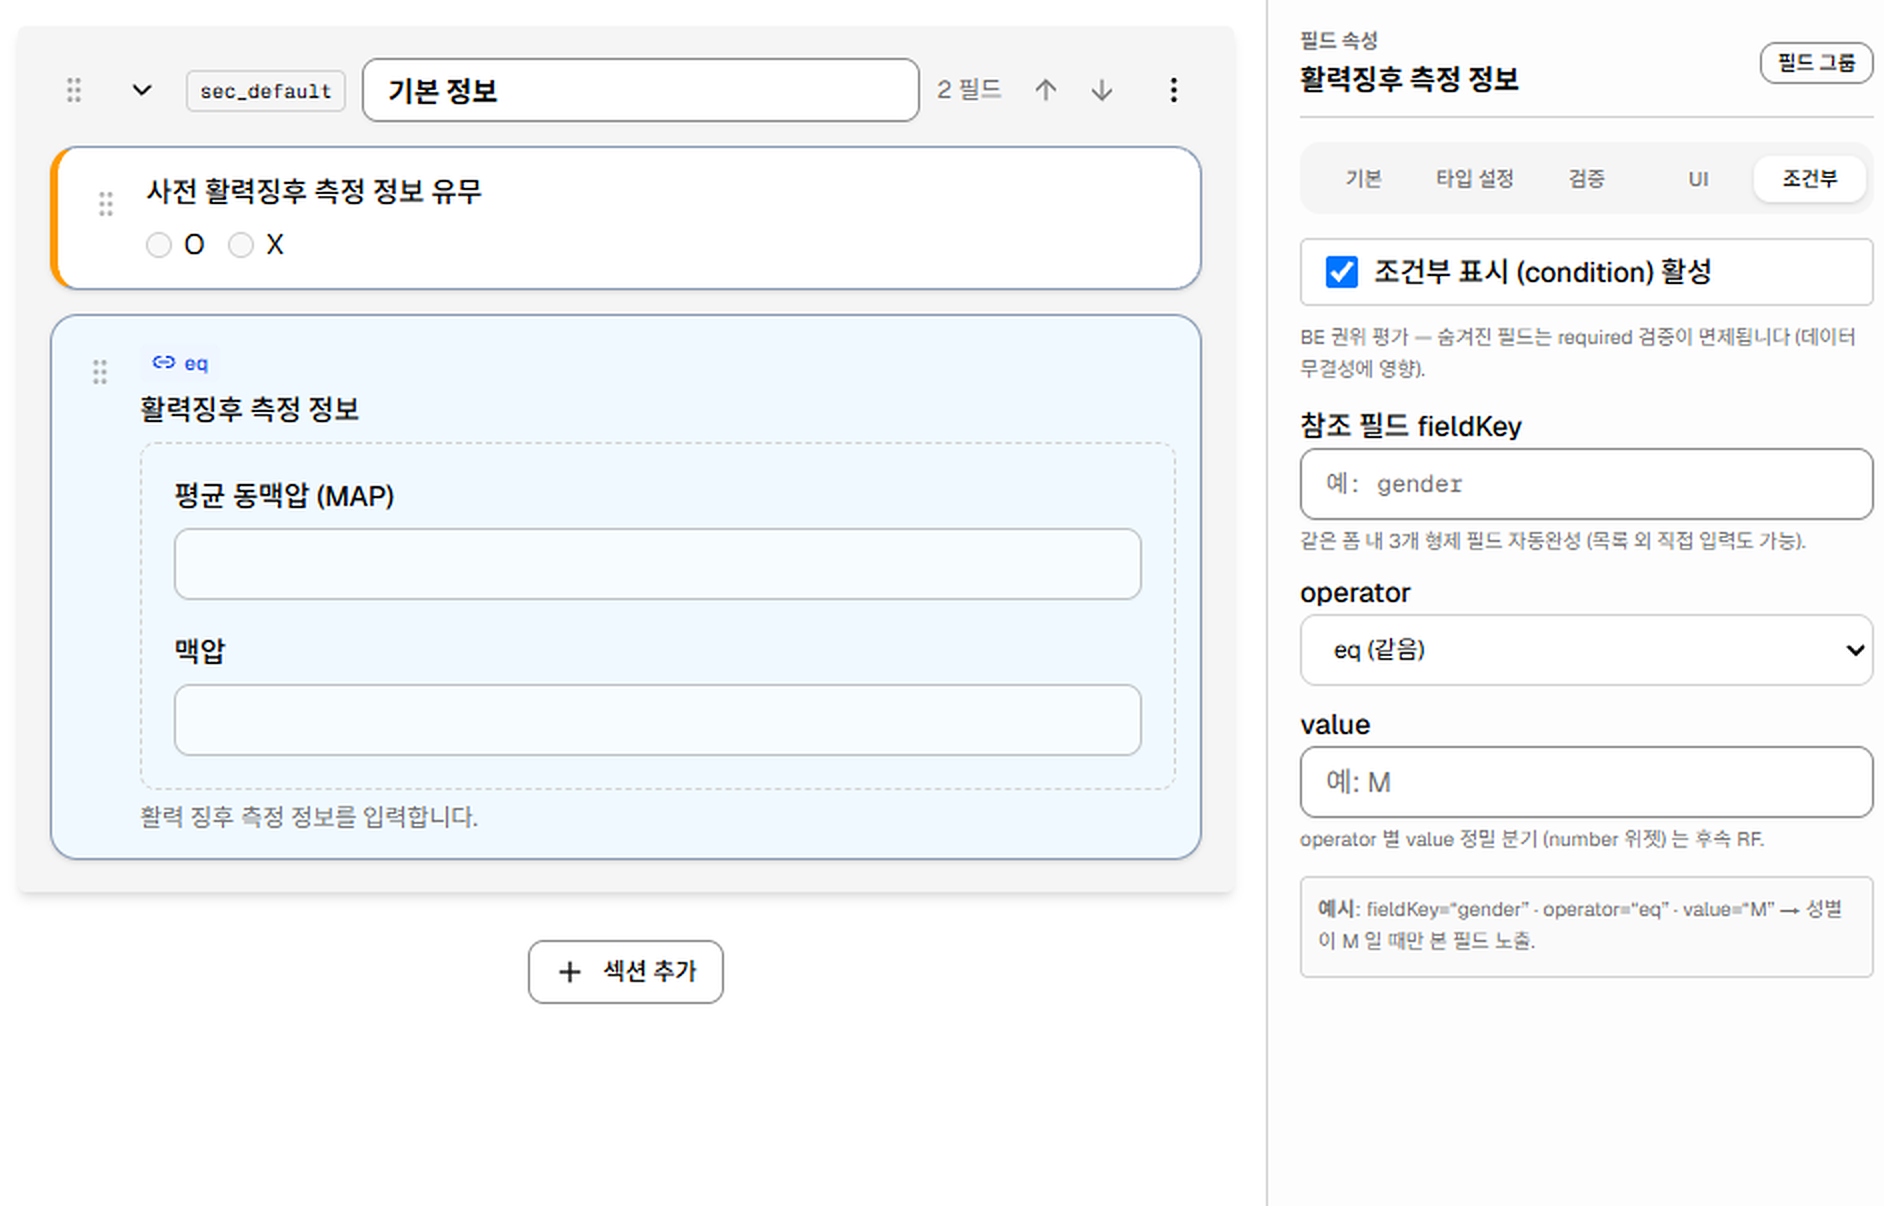 sec_default
기본 정보
2 필드
사전 활력징후 측정 정보 유무
O X
eq
활력징후 측정 정보
평균 동맥압 (MAP)
맥압
활력 징후 측정 정보를 입력합니다.
섹션 추가
필드 속성
활력징후 측정 정보
필드 그룹
기본 타입 설정 검증 UI 조건부
조건부 표시 (condition) 활성
BE 권위 평가 — 숨겨진 필드는 required 검증이 면제됩니다 (데이터
무결성에 영향).
참조 필드 fieldKey
예: gender
같은 폼 내 3개 형제 필드 자동완성 (목록 외 직접 입력도 가능).
operator
eq (같음)
value
예: M
operator 별 value 정밀 분기 (number 위젯) 는 후속 RF.
예시: fieldKey=“gender” · operator=“eq” · value=“M” → 성별
이 M 일 때만 본 필드 노출.